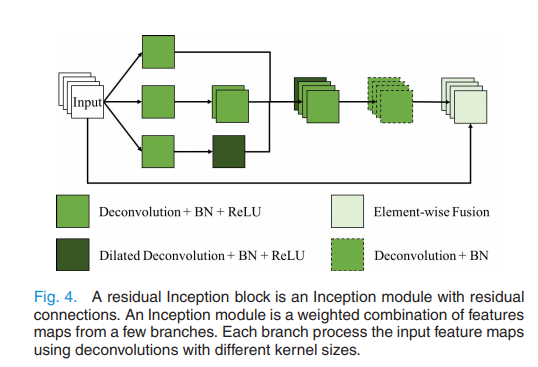 Input
Deconvolution + BN + ReLU
Element-wise Fusion
Dilated Deconvolution + BN + ReLU
Deconvolution + BN
Fig. 4. A residual Inception block is an Inception module with residual
connections. An Inception module is a weighted combination of features
maps from a few branches. Each branch process the input feature maps
using deconvolutions with different kernel sizes.